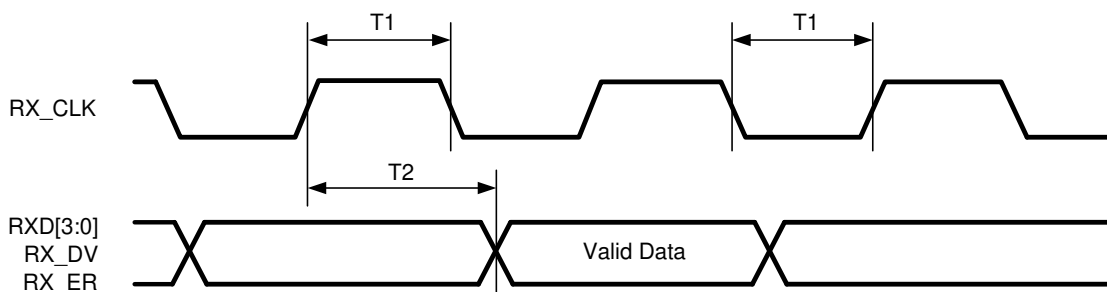 T1
T1
RX_CLK
T2
RXD[3:0]
RX_DV
Valid Data
RX_ER